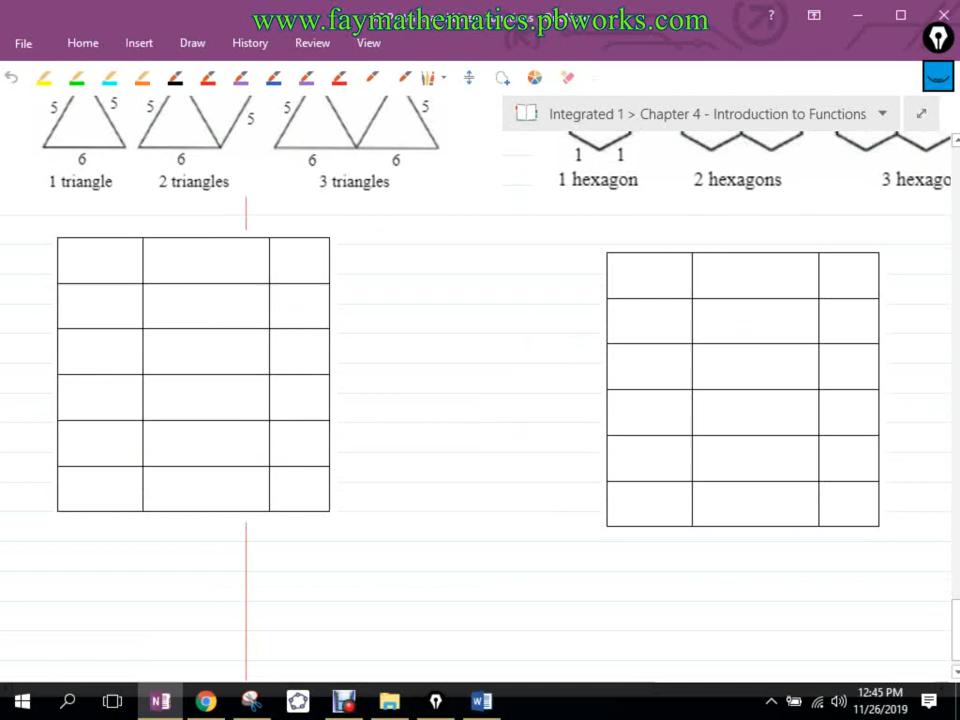 www.faymathematics.pbworks.com
File Home Insert Draw History Review View
Integrated 1 > Chapter 4 - Introduction to Functions
5 5 5 5 5 5
6 6 6 6
1 triangle 2 triangles 3 triangles
1 1
1 hexagon 2 hexagons 3 hexago
12:45 PM
11/26/2019